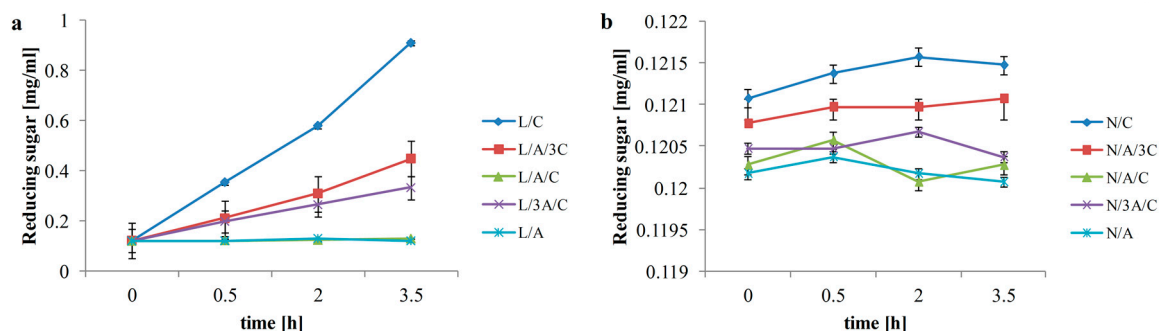 a
Reducing sugar [mg/ml]
1
0.8
0.6
0.4
0.2
0
0 0.5 2 3.5
time [h]
L/C
L/A/3C
L/A/C
L/3A/C
L/A
b
Reducing sugar [mg/ml]
0.122
0.1215
0.121
0.1205
0.12
0.1195
0.119
0 0.5 2 3.5
time [h]
N/C
N/A/3C
N/A/C
N/3A/C
N/A